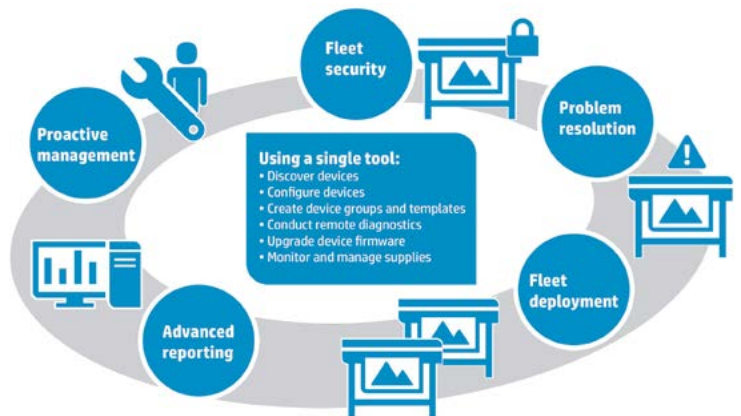 Fleet
security
Problem
resolution
Proactive
management
Using a single tool:
• Discover devices
• Configure devices
• Create device groups and templates
• Conduct remote diagnostics
• Upgrade device firmware
• Monitor and manage supplies
Fleet
deployment
Advanced
reporting